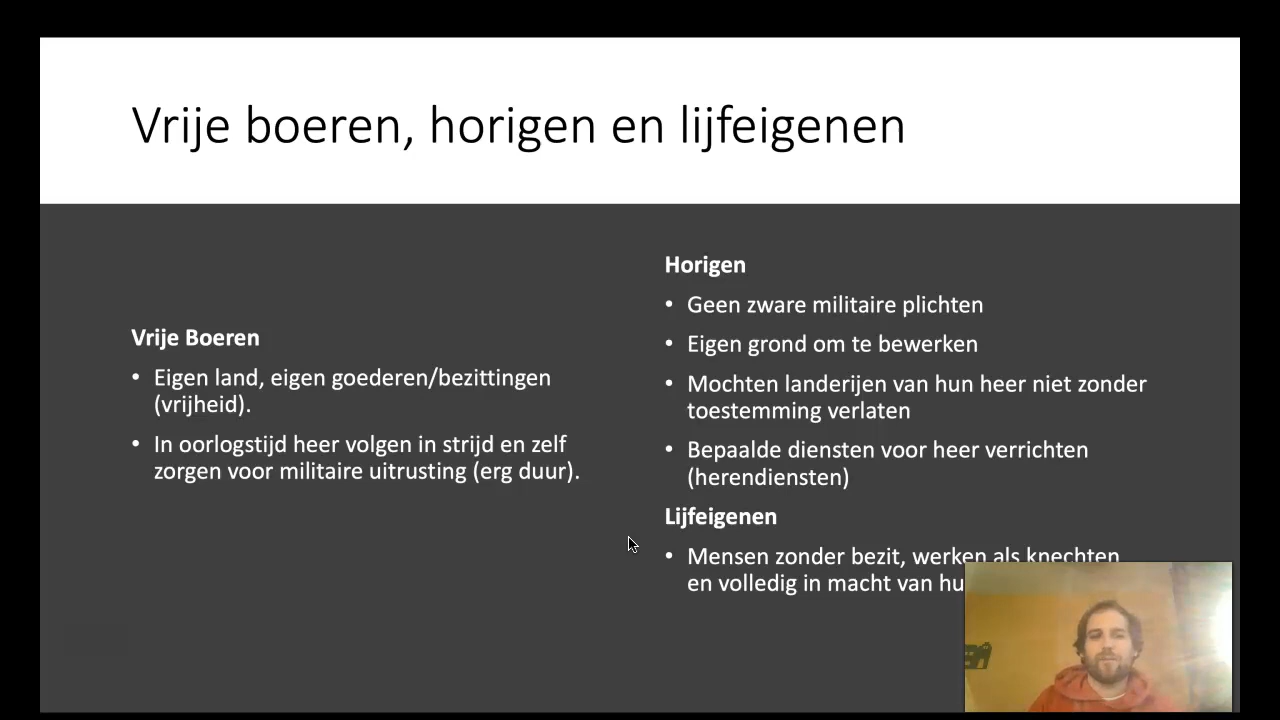 Vrije boeren, horigen en lijfeigenen
Vrije Boeren
• Eigen land, eigen goederen/bezittingen
(vrijheid).
• In oorlogstijd heer volgen in strijd en zelf
zorgen voor militaire uitrusting (erg duur).
Horigen
• Geen zware militaire plichten
• Eigen grond om te bewerken
• Mochten landerijen van hun heer niet zonder
toestemming verlaten
• Bepaalde diensten voor heer verrichten
(herendiensten)
Lijfeigenen
• Mensen zonder bezit, werken als knechten
en volledig in macht van